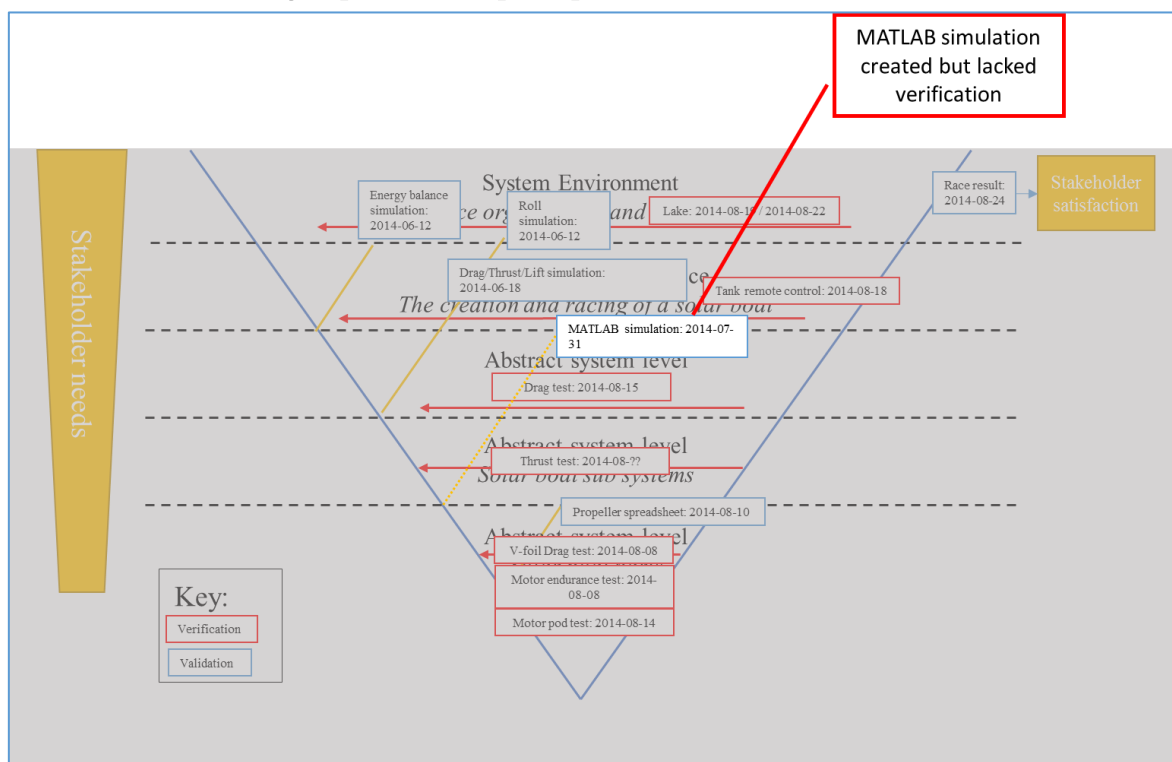 MATLAB simulation
created but lacked
verification
Stakeholder needs
System Environment
Energy balance
simulation:
2014-06-12
Roll
simulation:
2014-06-12
and
Lake: 2014-08-19 / 2014-08-22
Race result:
2014-08-24
Stakeholder
satisfaction
Drag/Thrust/Lift simulation:
2014-06-18
Tank remote control: 2014-08-18
The creation and racing of a solar boat
MATLAB simulation: 2014-07-
31
Abstract system level
Drag test: 2014-08-15
Abstract system level
Thrust test: 2014-08-??
Solar boat sub systems
Propeller spreadsheet: 2014-08-10
Abstract system level
V-foil Drag test: 2014-08-08
Motor endurance test: 2014-
08-08
Motor pod test: 2014-08-14
Key:
Verification
Validation